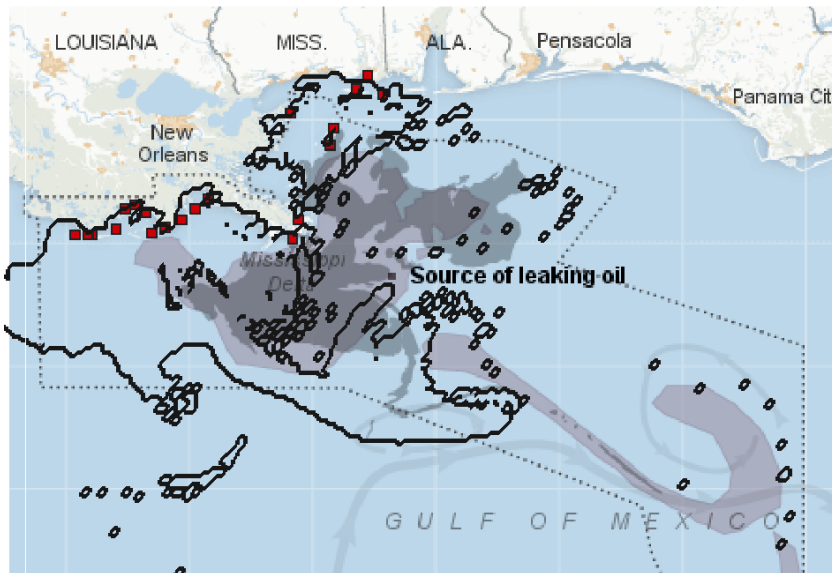 LOUISIANA
MISS.
ALA.
Pensacola
Panama Cit
New
Orleans
Mississippi
Delta
Source of leaking oil
GULF OF MEXICO